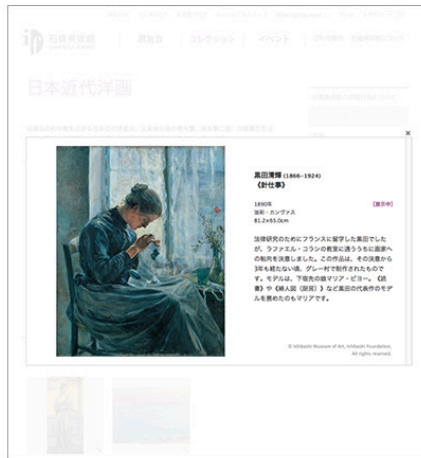 石橋美術館
展覧会
コレクション
イベント
日本近代洋画
×
黒田清輝 (1866–1924)
《針仕事》
1890年
[展示中]
油彩・カンヴァス
81.2×65.0cm
法律研究のためにフランスに留学した黒田でした
が、ラファエル・コランの教室に通ううちに画家へ
の転向を決意しました。この作品は、その決意から
3年も経たない頃、グレー村で制作されたもので
す。モデルは、下宿先の娘マリア・ビヨー。《読
書》や《婦人図（厨房）》など黒田の代表作のモデ
ルを務めたのもマリアです。
© Ishibashi Museum of Art, Ishibashi Foundation.
All rights reserved.